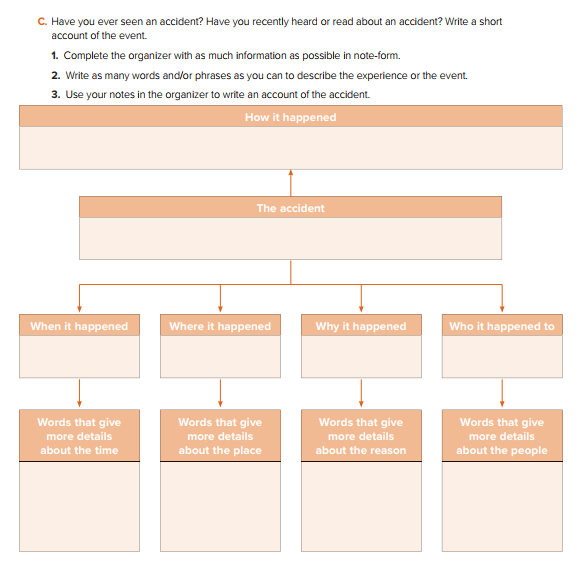 C. Have you ever seen an accident? Have you recently heard or read about an accident? Write a short
account of the event.
1. Complete the organizer with as much information as possible in note-form.
2. Write as many words and/or phrases as you can to describe the experience or the event.
3. Use your notes in the organizer to write an account of the accident.
How it happened
The accident
When it happened
Where it happened
Why it happened
Who it happened to
Words that give
more details
about the time
Words that give
more details
about the place
Words that give
more details
about the reason
Words that give
more details
about the people